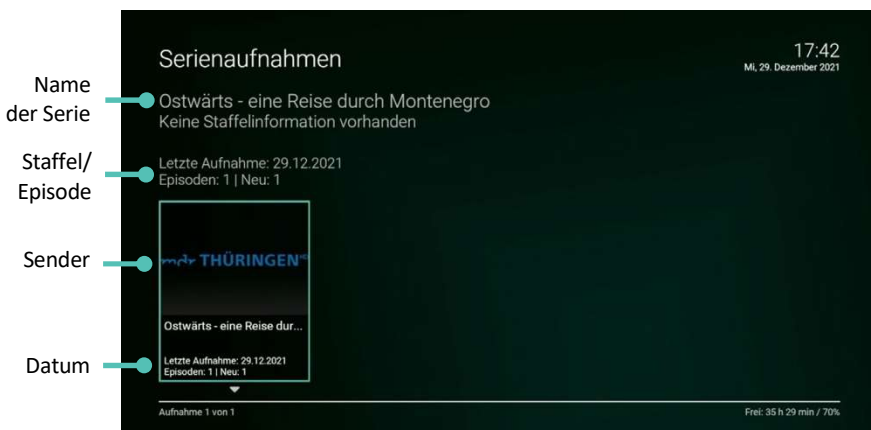 Serienaufnahmen
17:42
Mi, 29. Dezember 2021
Name
der Serie
Ostwärts - eine Reise durch Montenegro
Keine Staffelinformation vorhanden
Staffel/
Episode
Letzte Aufnahme: 29.12.2021
Episoden: 1 | Neu: 1
Sender
mdr THÜRINGEN HD
Ostwärts - eine Reise dur...
Datum
Letzte Aufnahme: 29.12.2021
Episoden: 1 | Neu: 1
Aufnahme 1 von 1
Frei: 35 h 29 min / 70%